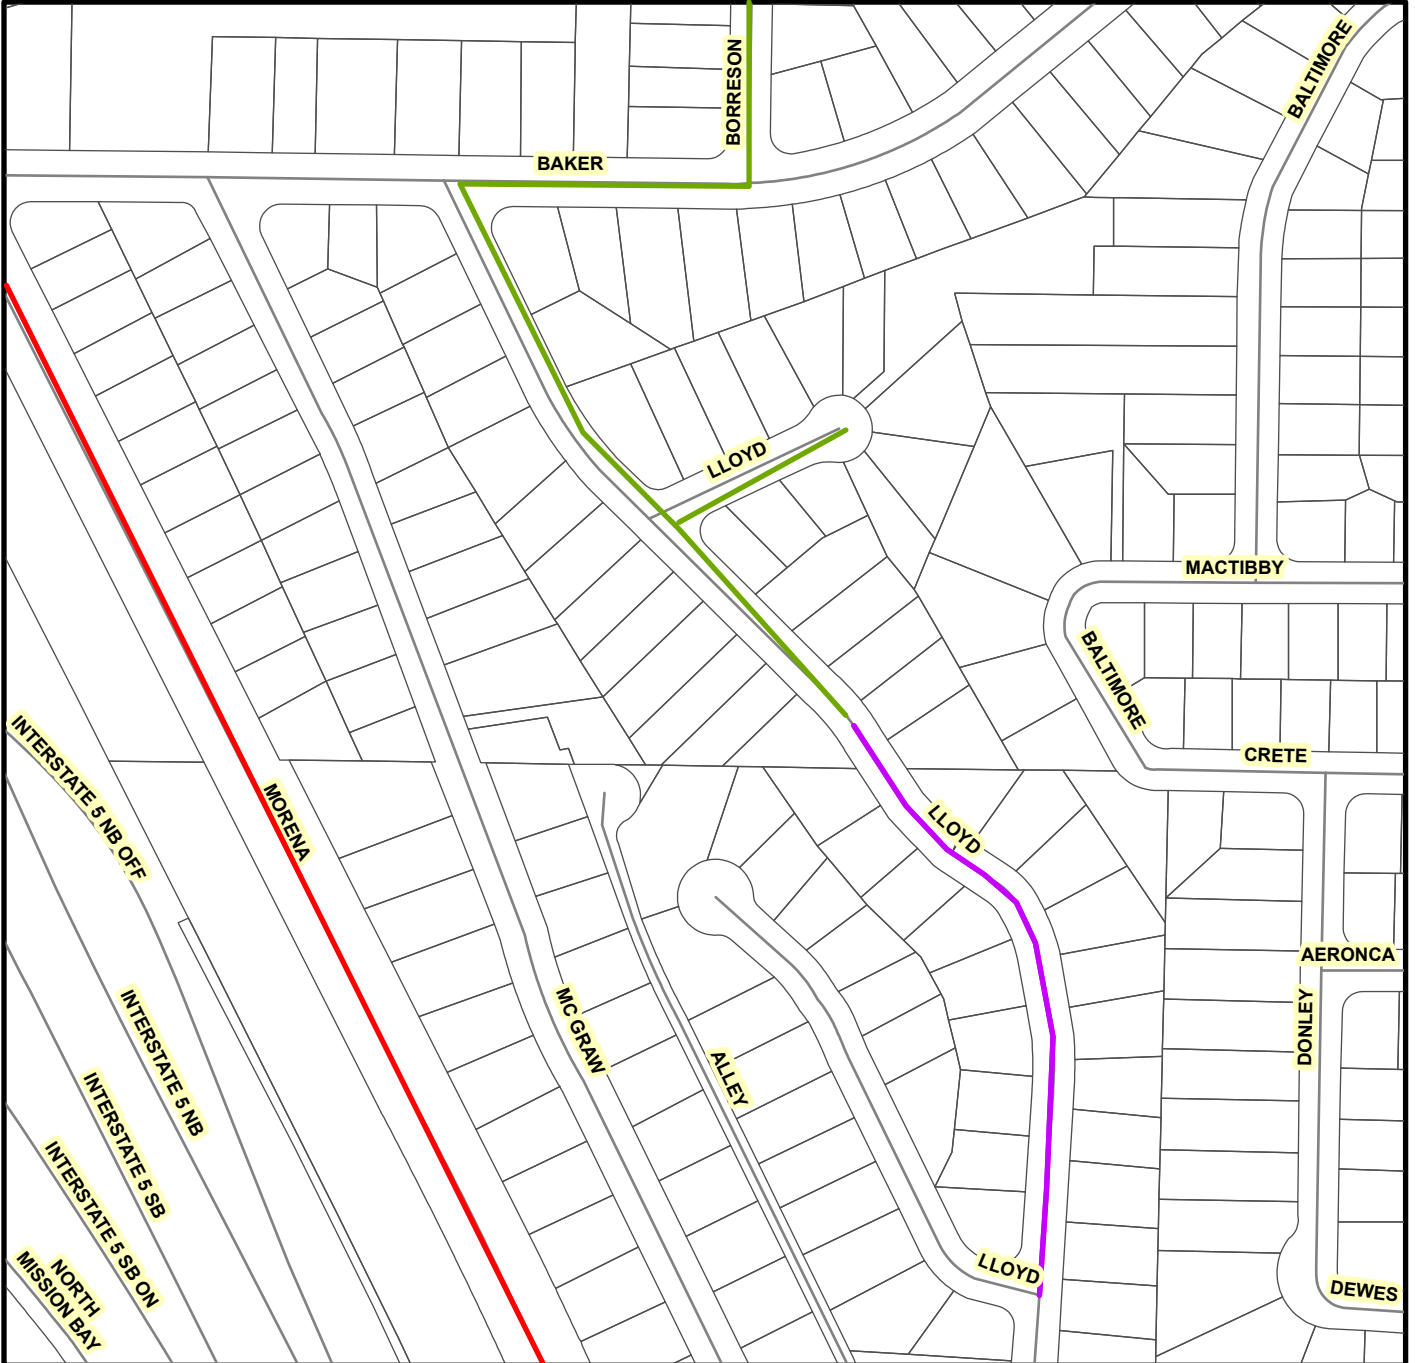 BORRESON
BALTIMORE
BAKER
LLOYD
MACTIBBY
BALTIMORE
INTERSTATE 5 NB OFF
MORENA
CRETE
LLOYD
AERONCA
INTERSTATE 5 NB
MC GRAW
DONLEY
ALLEY
INTERSTATE 5 SB
INTERSTATE 5 SB ON
NORTH
MISSION BAY
LLOYD
DEWES